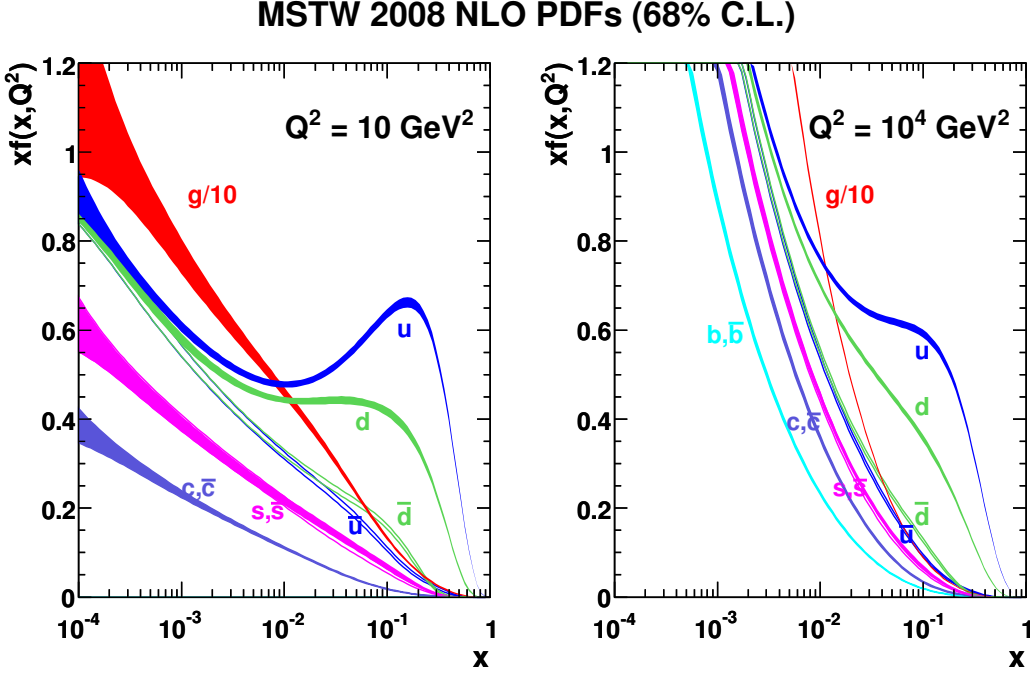 MSTW 2008 NLO PDFs (68% C.L.)
xf(x,Q²)
1.2
1
0.8
0.6
0.4
0.2
0
Q² = 10 GeV²
g/10
u
d
c,c̅
s,s̅
u̅
d̅
10⁻⁴
10⁻³
10⁻²
10⁻¹
1
x
xf(x,Q²)
1.2
1
0.8
0.6
0.4
0.2
0
Q² = 10⁴ GeV²
g/10
b,b̅
u
d
c,c̅
s,s̅
d̅
u̅
10⁻⁴
10⁻³
10⁻²
10⁻¹
1
x